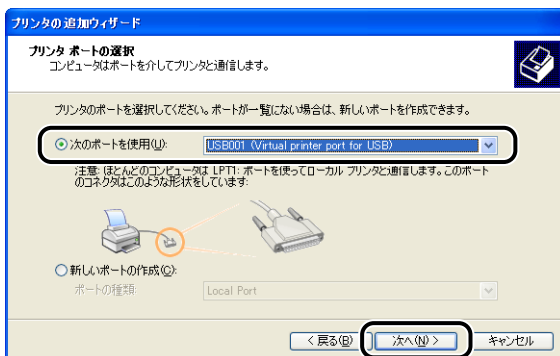 プリンタの追加ウィザード
プリンタ ポートの選択
コンピュータはポートを介してプリンタと通信します。
プリンタのポートを選択してください。ポートが一覧にない場合は、新しいポートを作成できます。
次のポートを使用(U): USB001 (Virtual printer port for USB)
注意: ほとんどのコンピュータは LPT1: ポートを使ってローカル プリンタと通信します。このポート
のコネクタはこのような形状をしています:
新しいポートの作成(C):
ポートの種類: Local Port
< 戻る(B) 次へ(N) > キャンセル